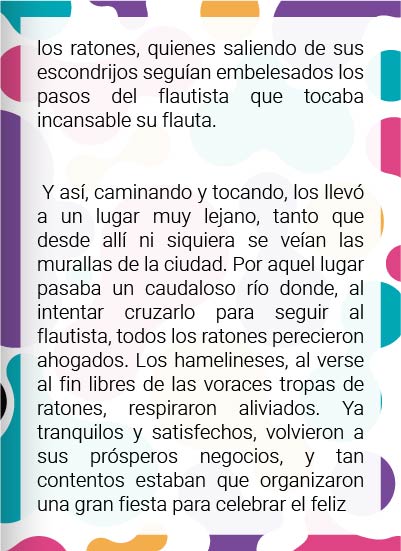 los ratones, quienes saliendo de sus
escondrijos seguían embelesados los
pasos del flautista que tocaba
incansable su flauta.
Y así, caminando y tocando, los llevó
a un lugar muy lejano, tanto que
desde allí ni siquiera se veían las
murallas de la ciudad. Por aquel lugar
pasaba un caudaloso río donde, al
intentar cruzarlo para seguir al
flautista, todos los ratones perecieron
ahogados. Los hamelineses, al verse
al fin libres de las voraces tropas de
ratones, respiraron aliviados. Ya
tranquilos y satisfechos, volvieron a
sus prósperos negocios, y tan
contentos estaban que organizaron
una gran fiesta para celebrar el feliz